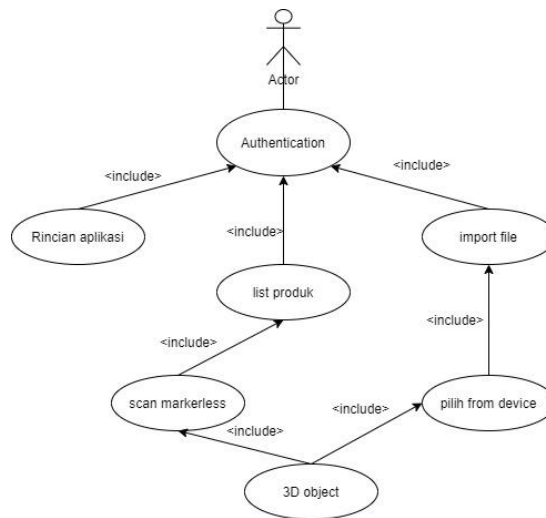 Actor
Authentication
<include>
<include>
<include>
Rincian aplikasi
import file
list produk
<include>
<include>
scan markerless
pilih from device
<include>
<include>
3D object